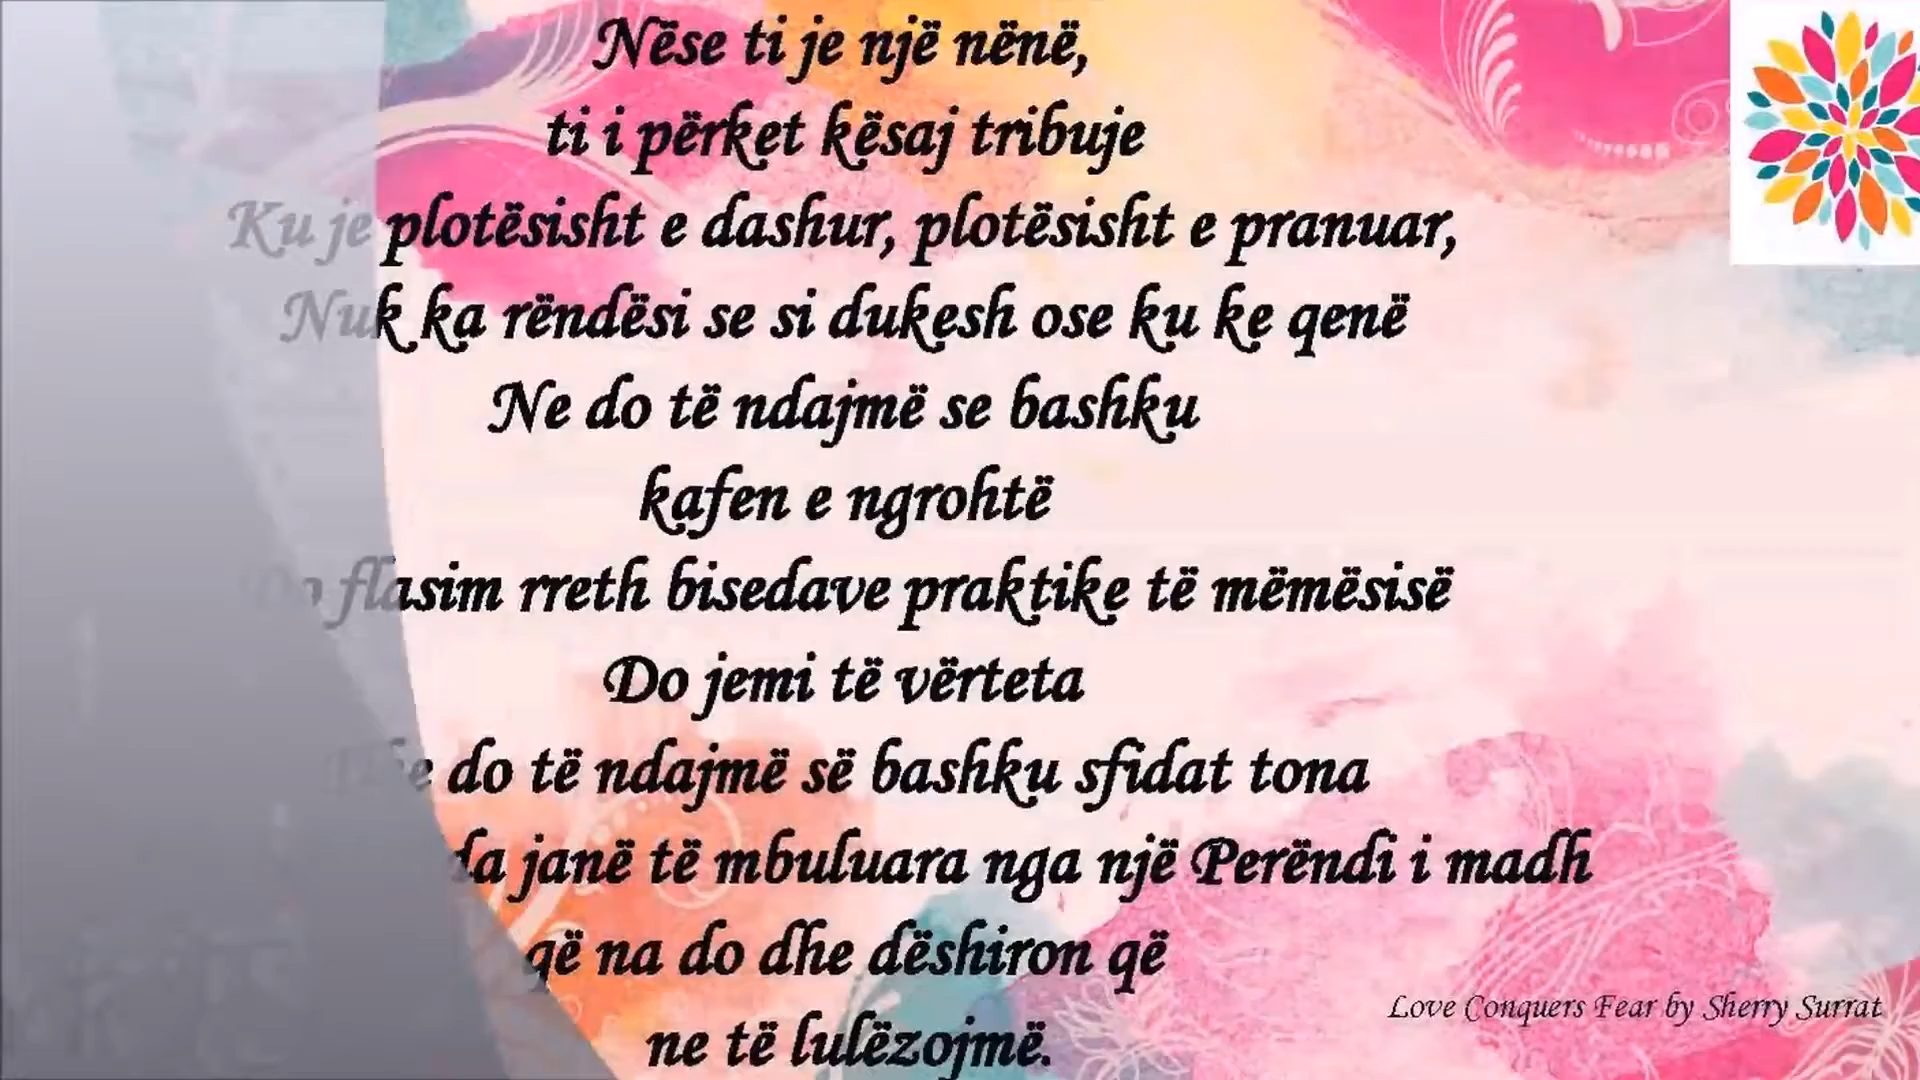 Nëse ti je një nënë,
ti i përket kësaj tribuje
Ku je plotësisht e dashur, plotësisht e pranuar,
Nuk ka rëndësi se si dukesh ose ku ke qenë
Ne do të ndajmë se bashku
kafen e ngrohtë
Do flasim rreth bisedave praktike të mëmësisë
Do jemi të vërteta
Dhe do të ndajmë së bashku sfidat tona
janë të mbuluara nga një Perëndi i madh
që na do dhe dëshiron që
ne të lulëzojmë.
Love Conquers Fear by Sherry Surrat